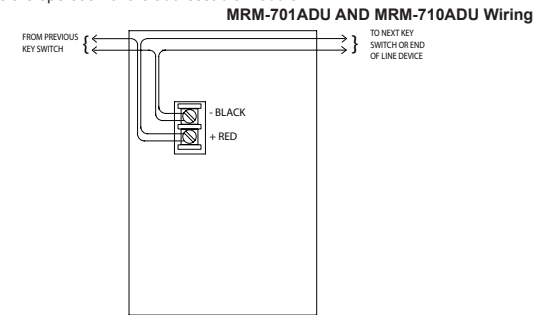 MRM-701ADU AND MRM-710ADU Wiring
FROM PREVIOUS
KEY SWITCH
TO NEXT KEY
SWITCH OR END
OF LINE DEVICE
- BLACK
+ RED